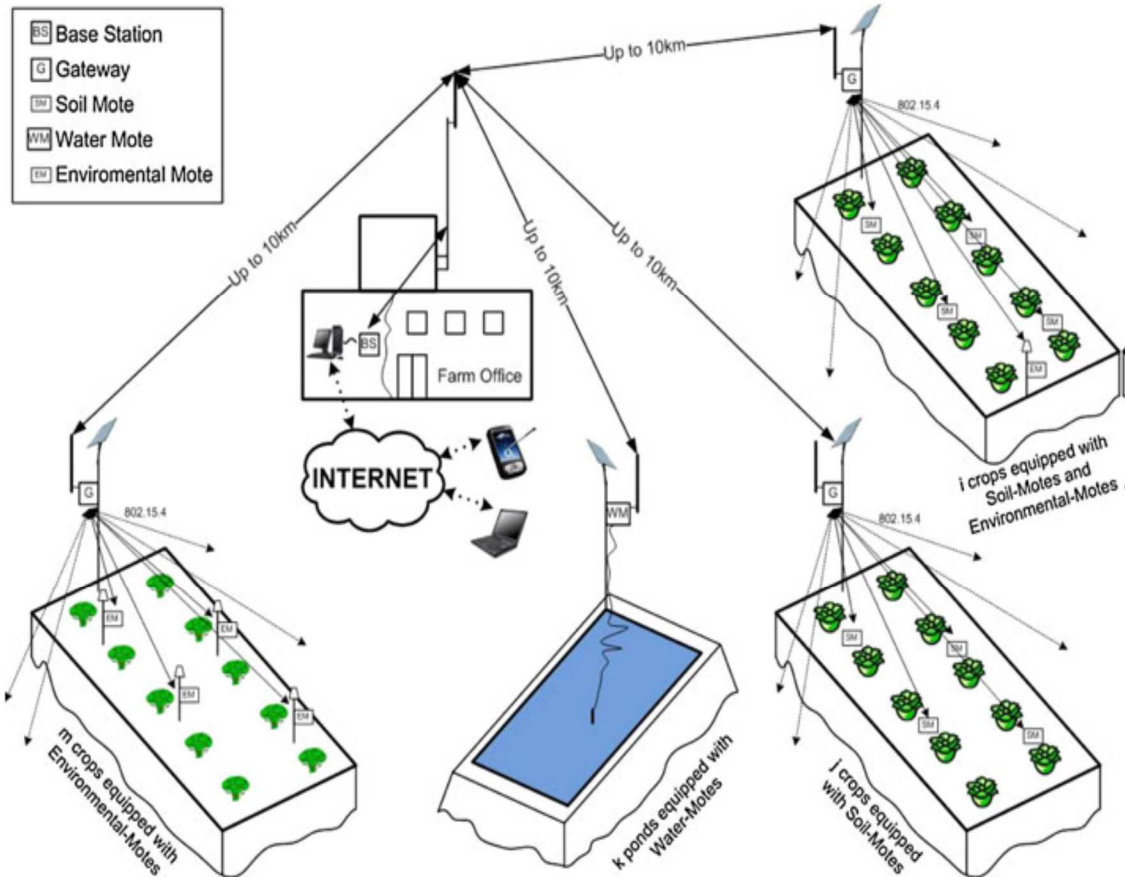 BS Base Station
G Gateway
SM Soil Mote
WM Water Mote
EM Enviromental Mote
Up to 10km
G
802.15.4
SM
SM
SM
SM
EM
i crops equipped with
Soil-Motes and
Environmental-Motes
Up to 10km
Up to 10km
Up to 10km
BS
Farm Office
INTERNET
G
802.15.4
EM
EM
EM
EM
m crops equipped with
Environmental-Motes
WM
k ponds equipped with
Water-Motes
G
802.15.4
SM
SM
SM
SM
j crops equipped
with Soil-Motes